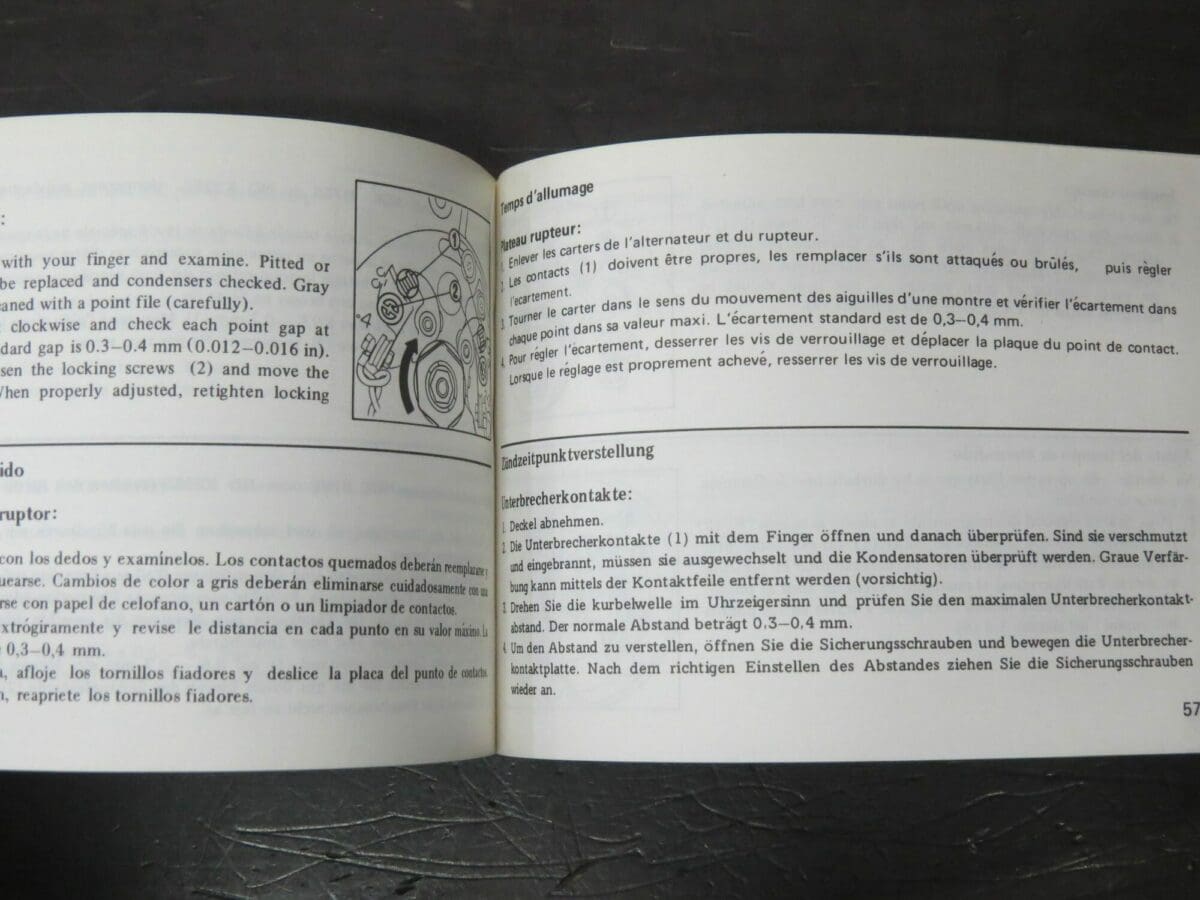 :
with your finger and examine. Pitted or
be replaced and condensers checked. Gray
aned with a point file (carefully).
clockwise and check each point gap at
dard gap is 0.3–0.4 mm (0.012–0.016 in).
sen the locking screws (2) and move the
When properly adjusted, retighten locking
1
2
ido
ruptor:
con los dedos y examínelos. Los contactos quemados deberán reemplazarse y
uearse. Cambios de color a gris deberán eliminarse cuidadosamente con una
rse con papel de celofano, un cartón o un limpiador de contactos.
xtrógiramente y revise le distancia en cada punto en su valor máximo. La
0,3–0,4 mm.
, afloje los tornillos fiadores y deslice la placa del punto de contactos
, reapriete los tornillos fiadores.
Temps d'allumage
Plateau rupteur:
1. Enlever les carters de l'alternateur et du rupteur.
2. Les contacts (1) doivent être propres, les remplacer s'ils sont attaqués ou brûlés, puis règler
l'ecartement.
3. Tourner le carter dans le sens du mouvement des aiguilles d'une montre et vérifier l'écartement dans
chaque point dans sa valeur maxi. L'écartement standard est de 0,3–0,4 mm.
4. Pour régler l'écartement, desserrer les vis de verrouillage et déplacer la plaque du point de contact.
Lorsque le réglage est proprement achevé, resserrer les vis de verrouillage.
Zündzeitpunktverstellung
Unterbrecherkontakte:
1. Deckel abnehmen.
2. Die Unterbrecherkontakte (1) mit dem Finger öffnen und danach überprüfen. Sind sie verschmutzt
und eingebrannt, müssen sie ausgewechselt und die Kondensatoren überprüft werden. Graue Verfär-
bung kann mittels der Kontaktfeile entfernt werden (vorsichtig).
3. Drehen Sie die kurbelwelle im Uhrzeigersinn und prüfen Sie den maximalen Unterbrecherkontakt-
abstand. Der normale Abstand beträgt 0,3–0,4 mm.
4. Um den Abstand zu verstellen, öffnen Sie die Sicherungsschrauben und bewegen die Unterbrecher-
kontaktplatte. Nach dem richtigen Einstellen des Abstandes ziehen Sie die Sicherungsschrauben
wieder an.
57